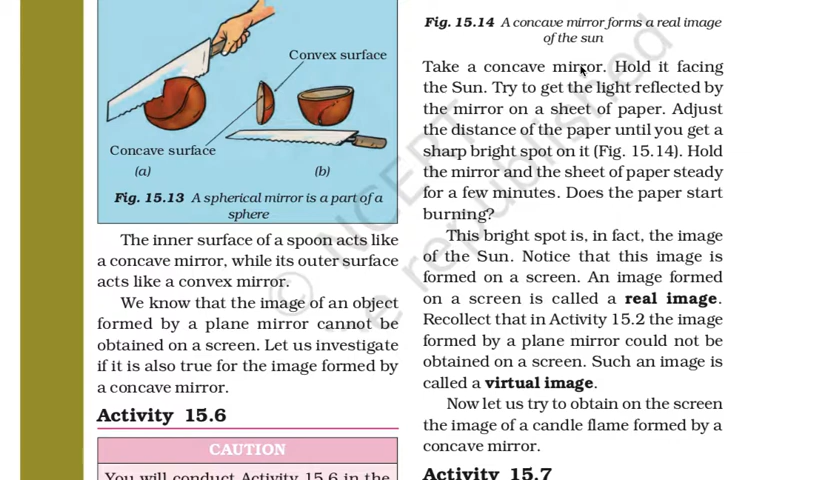 Convex surface
Concave surface
(a)
(b)
Fig. 15.13 A spherical mirror is a part of a
sphere
The inner surface of a spoon acts like
a concave mirror, while its outer surface
acts like a convex mirror.
We know that the image of an object
formed by a plane mirror cannot be
obtained on a screen. Let us investigate
if it is also true for the image formed by
a concave mirror.
Activity 15.6
CAUTION
You will conduct Activity 15.6 in the
Fig. 15.14 A concave mirror forms a real image
of the sun
Take a concave mirror. Hold it facing
the Sun. Try to get the light reflected by
the mirror on a sheet of paper. Adjust
the distance of the paper until you get a
sharp bright spot on it (Fig. 15.14). Hold
the mirror and the sheet of paper steady
for a few minutes. Does the paper start
burning?
This bright spot is, in fact, the image
of the Sun. Notice that this image is
formed on a screen. An image formed
on a screen is called a real image.
Recollect that in Activity 15.2 the image
formed by a plane mirror could not be
obtained on a screen. Such an image is
called a virtual image.
Now let us try to obtain on the screen
the image of a candle flame formed by a
concave mirror.
Activity 15.7
© NCERT
republished